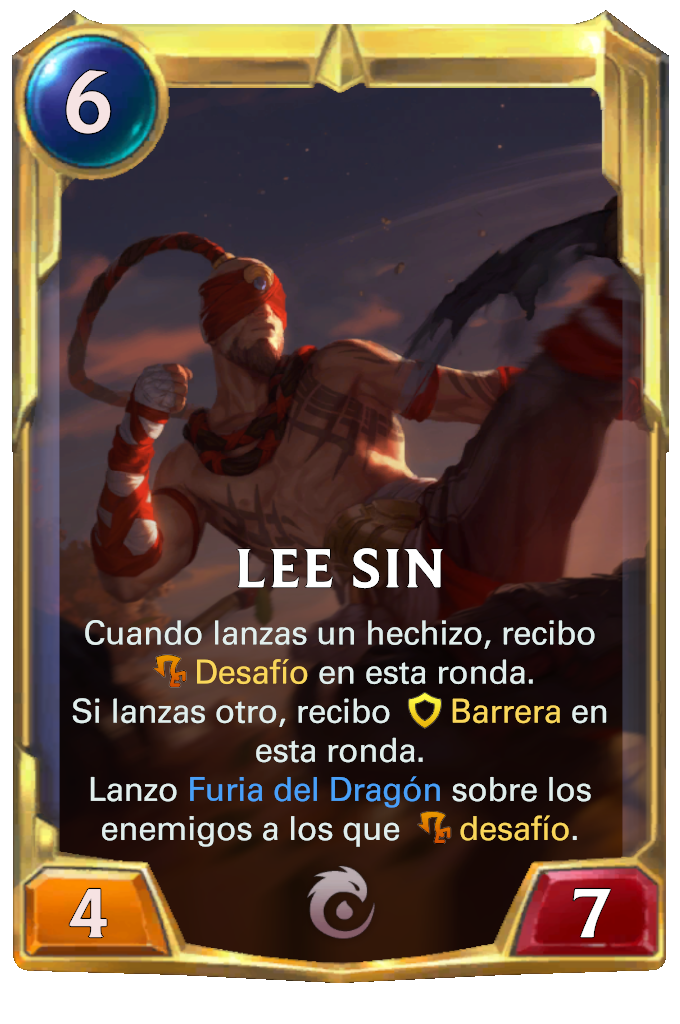 6
LEE SIN
Cuando lanzas un hechizo, recibo
Desafío en esta ronda.
Si lanzas otro, recibo Barrera en
esta ronda.
Lanzo Furia del Dragón sobre los
enemigos a los que desafío.
4
7